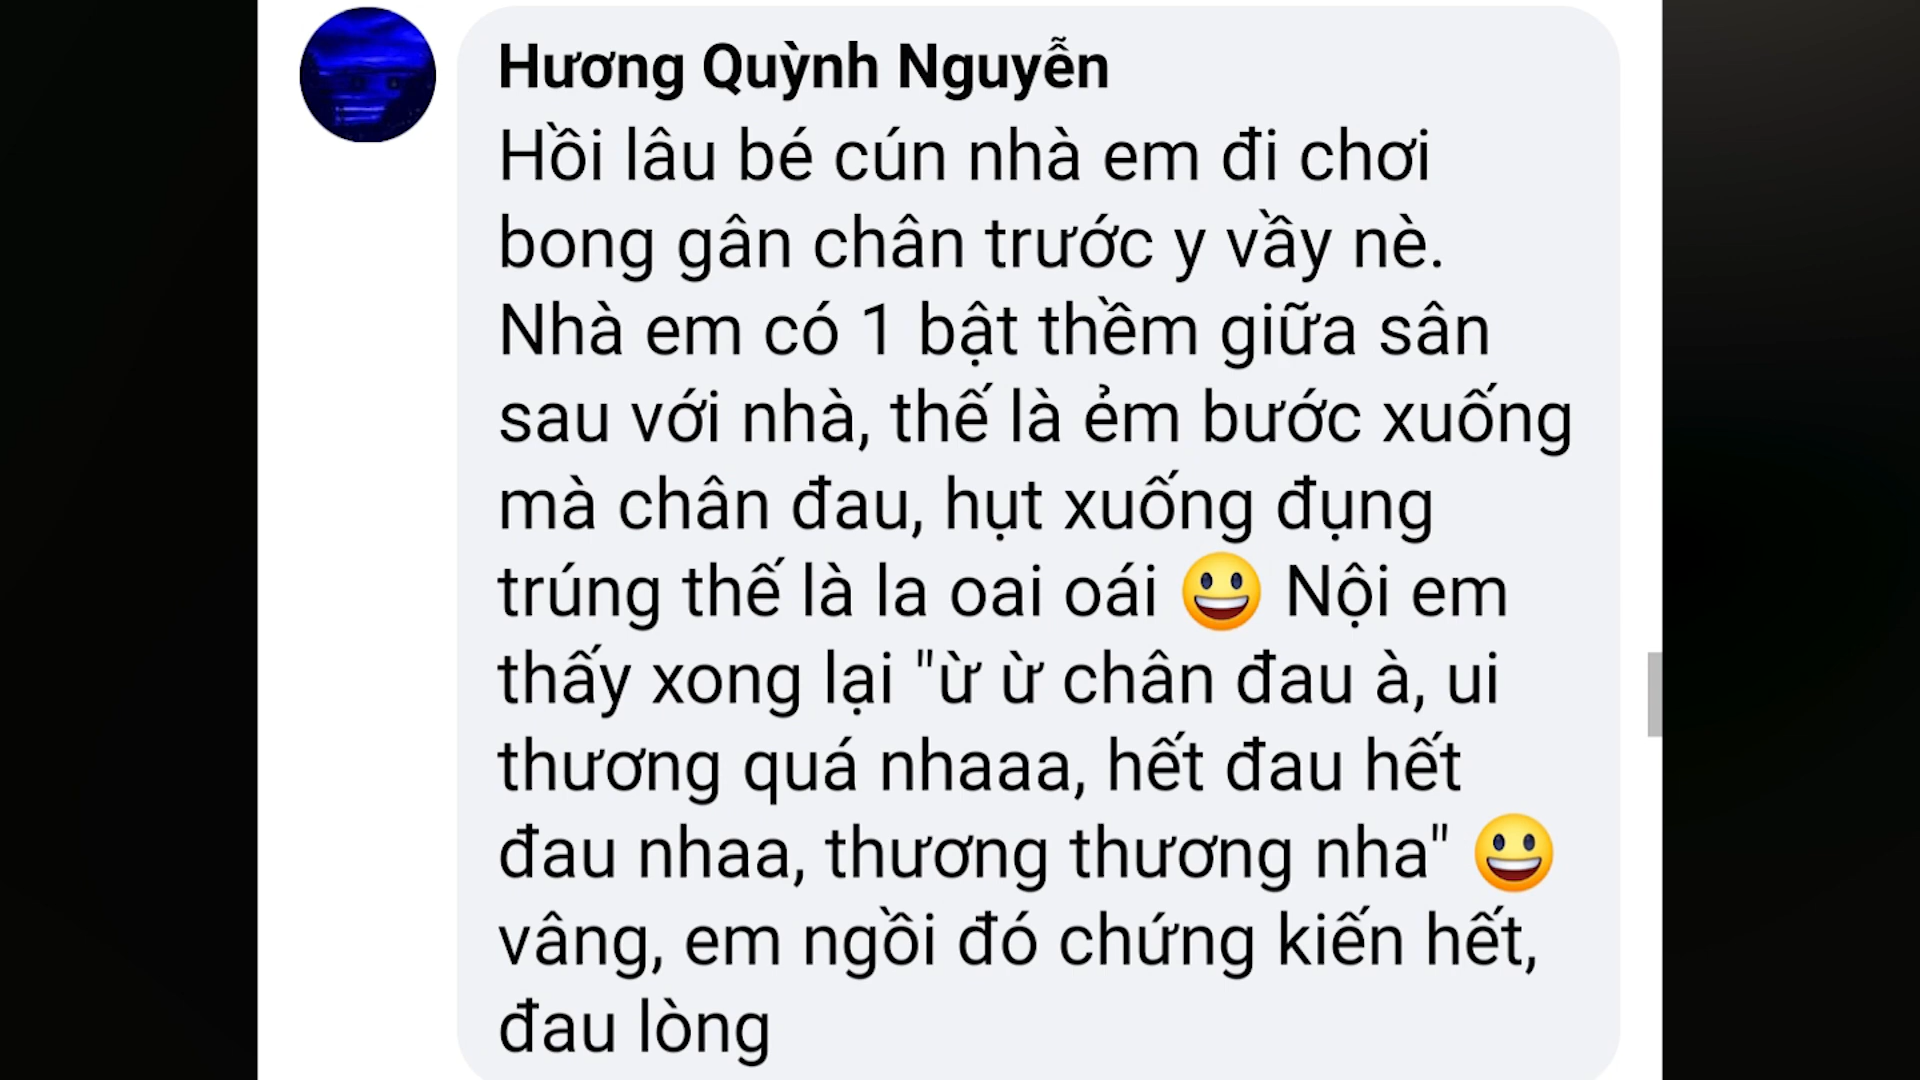 Hương Quỳnh Nguyễn
Hồi lâu bé cún nhà em đi chơi
bong gân chân trước y vầy nè.
Nhà em có 1 bật thềm giữa sân
sau với nhà, thế là ẻm bước xuống
mà chân đau, hụt xuống đụng
trúng thế là la oai oái 😃 Nội em
thấy xong lại "ừ ừ chân đau à, ui
thương quá nhaaa, hết đau hết
đau nhaa, thương thương nha" 😃
vâng, em ngồi đó chứng kiến hết,
đau lòng